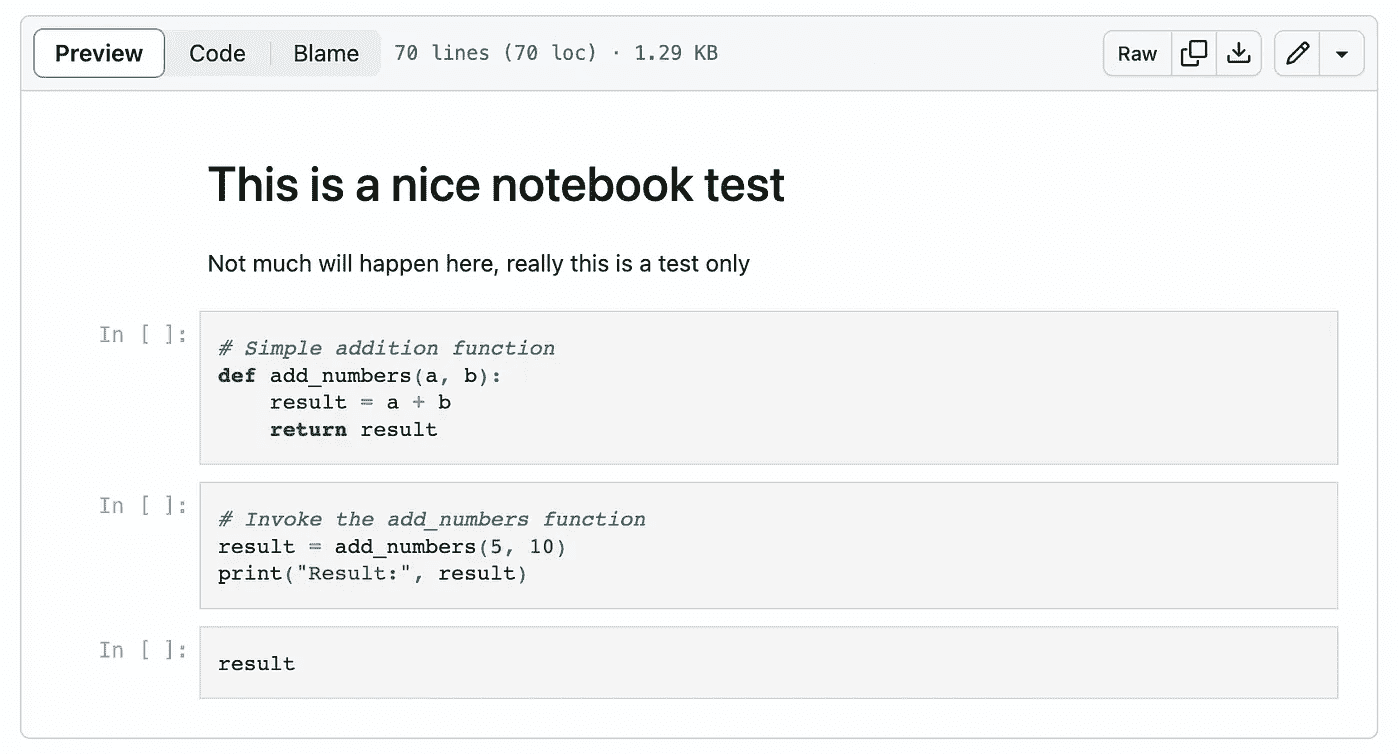 Preview Code Blame 70 lines (70 loc) · 1.29 KB Raw
This is a nice notebook test
Not much will happen here, really this is a test only
In [ ]:
# Simple addition function
def add_numbers(a, b):
    result = a + b
    return result
In [ ]:
# Invoke the add_numbers function
result = add_numbers(5, 10)
print("Result:", result)
In [ ]:
result